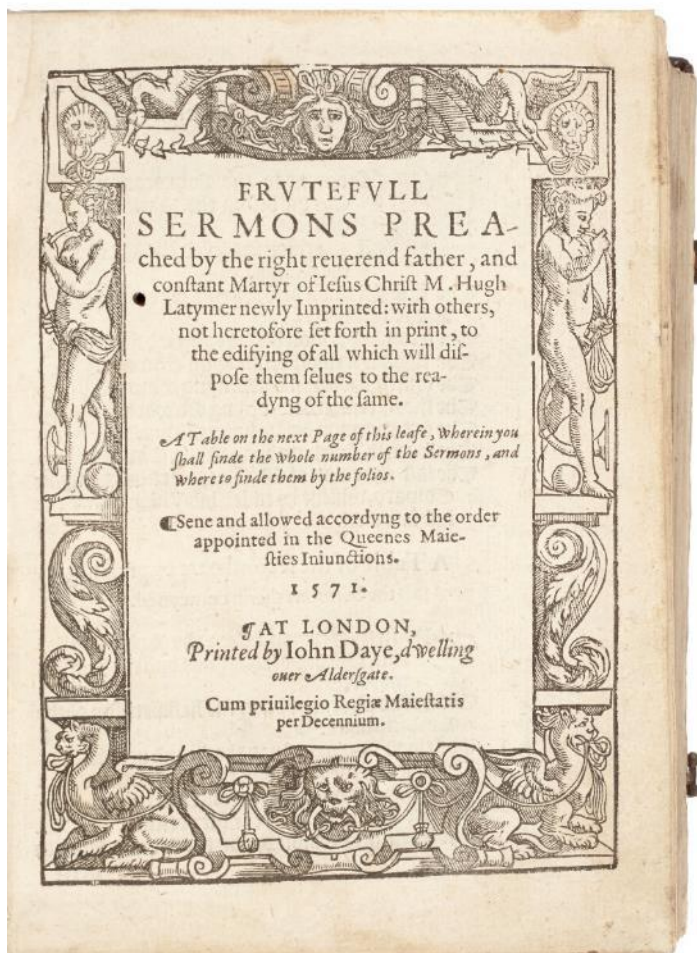 FRVTEFVLL
SERMONS PREA-
ched by the right reuerend father, and
conſtant Martyr of Ieſus Chriſt M. Hugh
Latymer newly Imprinted: with others,
not heretofore ſet forth in print, to
the edifying of all which will diſ-
poſe them ſelues to the rea-
dyng of the ſame.
A Table on the next Page of this leafe, wherein you
ſhall finde the whole number of the Sermons, and
where to finde them by the folios.
¶Sene and allowed accordyng to the order
appointed in the Queenes Maie-
ſties Iniunctions.
1571.
¶AT LONDON,
Printed by Iohn Daye, dwelling
ouer Alderſgate.
Cum priuilegio Regiæ Maieſtatis
per Decennium.